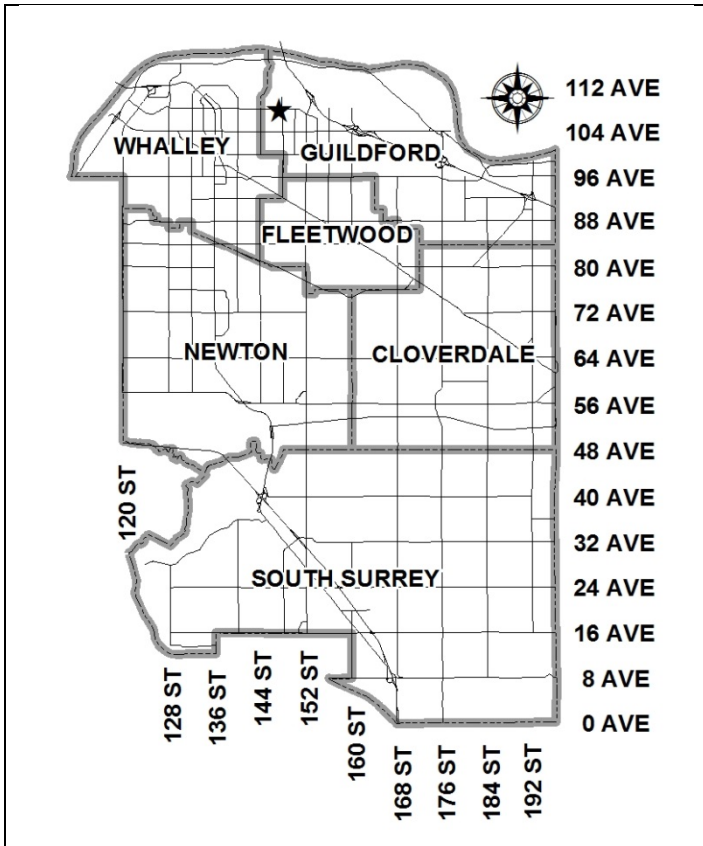 112 AVE
104 AVE
WHALLEY
GUILDFORD
96 AVE
88 AVE
FLEETWOOD
80 AVE
72 AVE
NEWTON
CLOVERDALE
64 AVE
56 AVE
48 AVE
120 ST
40 AVE
32 AVE
SOUTH SURREY
24 AVE
16 AVE
8 AVE
0 AVE
128 ST
136 ST
144 ST
152 ST
160 ST
168 ST
176 ST
184 ST
192 ST